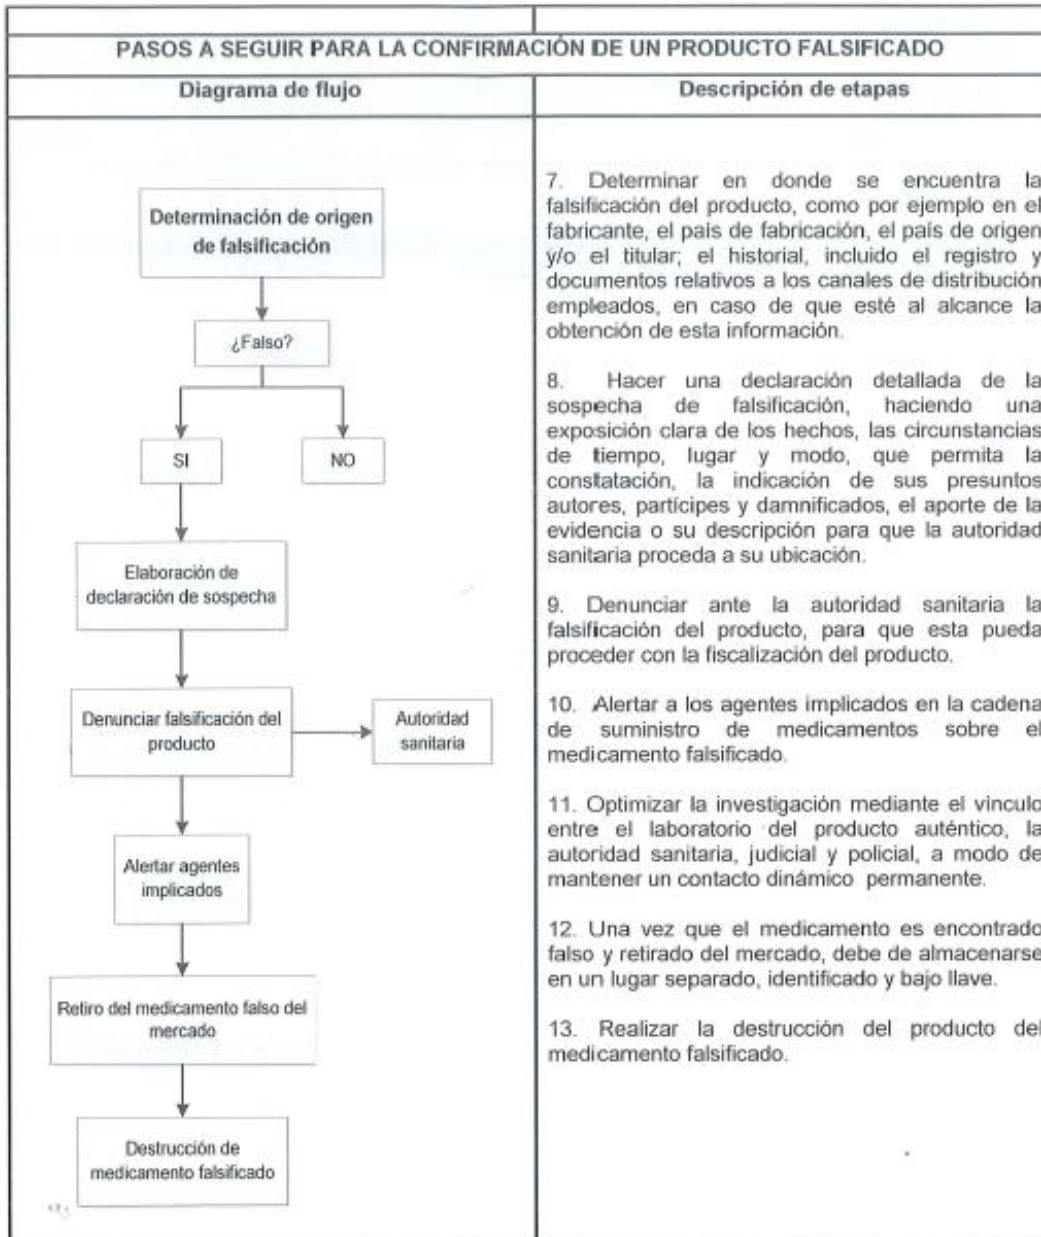 PASOS A SEGUIR PARA LA CONFIRMACIÓN DE UN PRODUCTO FALSIFICADO
Diagrama de flujo
Descripción de etapas
Determinación de origen
de falsificación
¿Falso?
SI
NO
Elaboración de
declaración de sospecha
Denunciar falsificación del
producto
Autoridad
sanitaria
Alertar agentes
implicados
Retiro del medicamento falso del
mercado
Destrucción de
medicamento falsificado
7. Determinar en donde se encuentra la
falsificación del producto, como por ejemplo en el
fabricante, el país de fabricación, el país de origen
y/o el titular; el historial, incluido el registro y
documentos relativos a los canales de distribución
empleados, en caso de que esté al alcance la
obtención de esta información.
8. Hacer una declaración detallada de la
sospecha de falsificación, haciendo una
exposición clara de los hechos, las circunstancias
de tiempo, lugar y modo, que permita la
constatación, la indicación de sus presuntos
autores, partícipes y damnificados, el aporte de la
evidencia o su descripción para que la autoridad
sanitaria proceda a su ubicación.
9. Denunciar ante la autoridad sanitaria la
falsificación del producto, para que esta pueda
proceder con la fiscalización del producto.
10. Alertar a los agentes implicados en la cadena
de suministro de medicamentos sobre el
medicamento falsificado.
11. Optimizar la investigación mediante el vínculo
entre el laboratorio del producto auténtico, la
autoridad sanitaria, judicial y policial, a modo de
mantener un contacto dinámico permanente.
12. Una vez que el medicamento es encontrado
falso y retirado del mercado, debe de almacenarse
en un lugar separado, identificado y bajo llave.
13. Realizar la destrucción del producto del
medicamento falsificado.